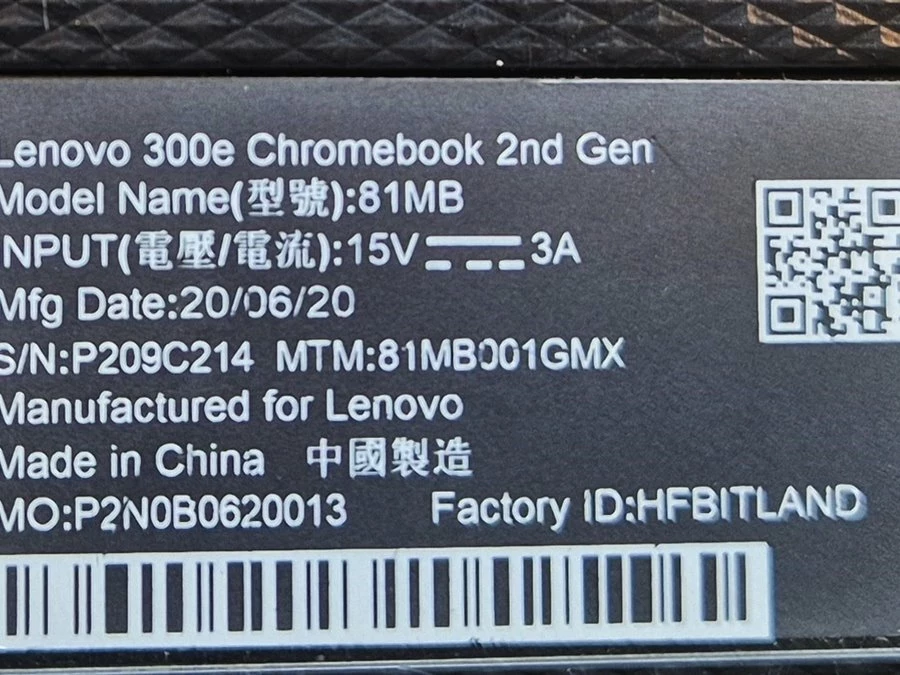 Lenovo 300e Chromebook 2nd Gen
Model Name(型號):81MB
INPUT(電壓/電流):15V⎓3A
Mfg Date:20/06/20
S/N:P209C214 MTM:81MB001GMX
Manufactured for Lenovo
Made in China 中國製造
MO:P2N0B0620013 Factory ID:HFBITLAND